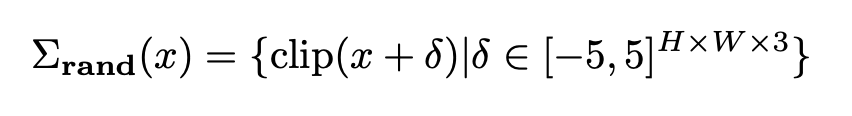 Σ_rand(x) = {clip(x + δ)|δ ∈ [−5, 5]^{H×W×3}}